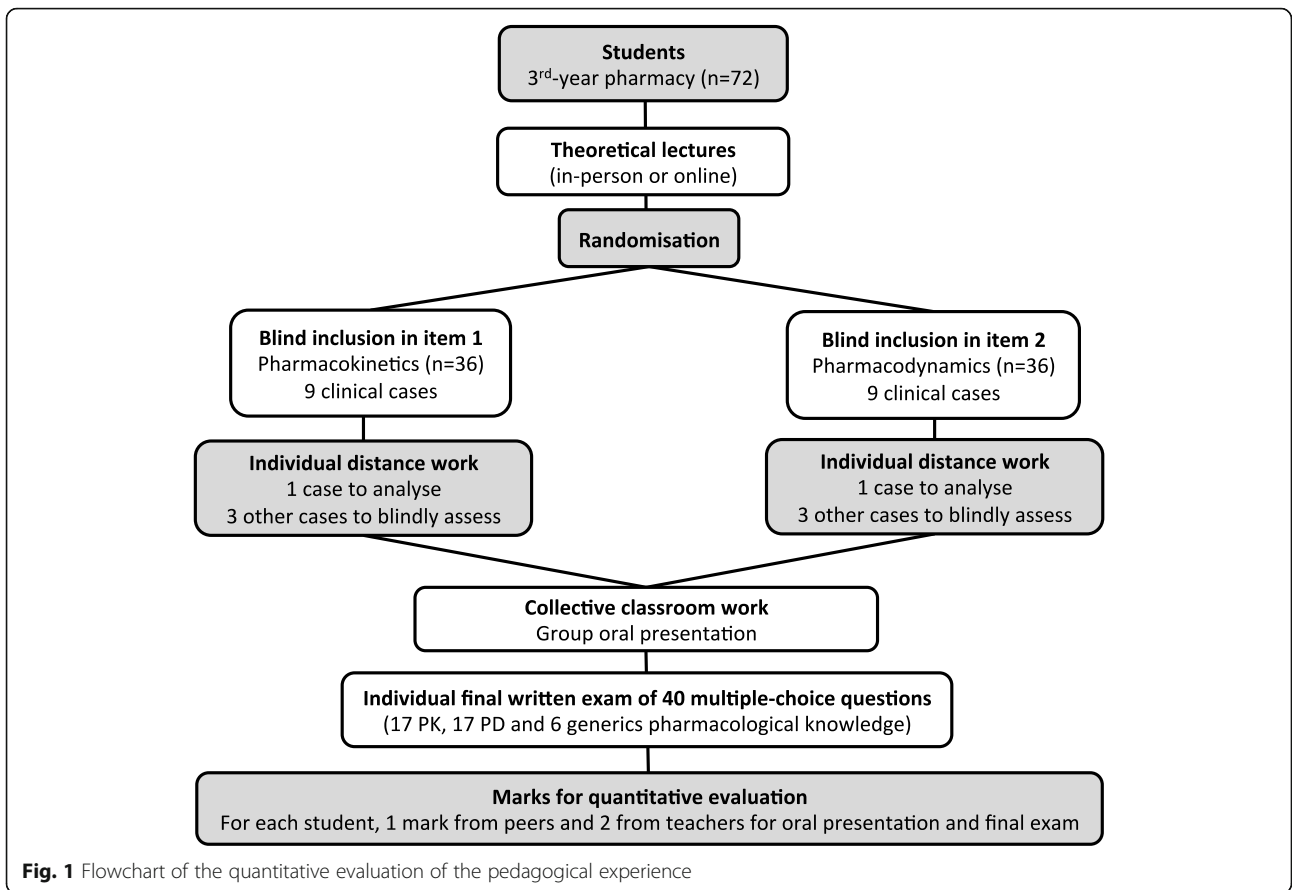 Students
3rd-year pharmacy (n=72)
Theoretical lectures
(in-person or online)
Randomisation
Blind inclusion in item 1
Pharmacokinetics (n=36)
9 clinical cases
Blind inclusion in item 2
Pharmacodynamics (n=36)
9 clinical cases
Individual distance work
1 case to analyse
3 other cases to blindly assess
Individual distance work
1 case to analyse
3 other cases to blindly assess
Collective classroom work
Group oral presentation
Individual final written exam of 40 multiple-choice questions
(17 PK, 17 PD and 6 generics pharmacological knowledge)
Marks for quantitative evaluation
For each student, 1 mark from peers and 2 from teachers for oral presentation and final exam
Fig. 1 Flowchart of the quantitative evaluation of the pedagogical experience